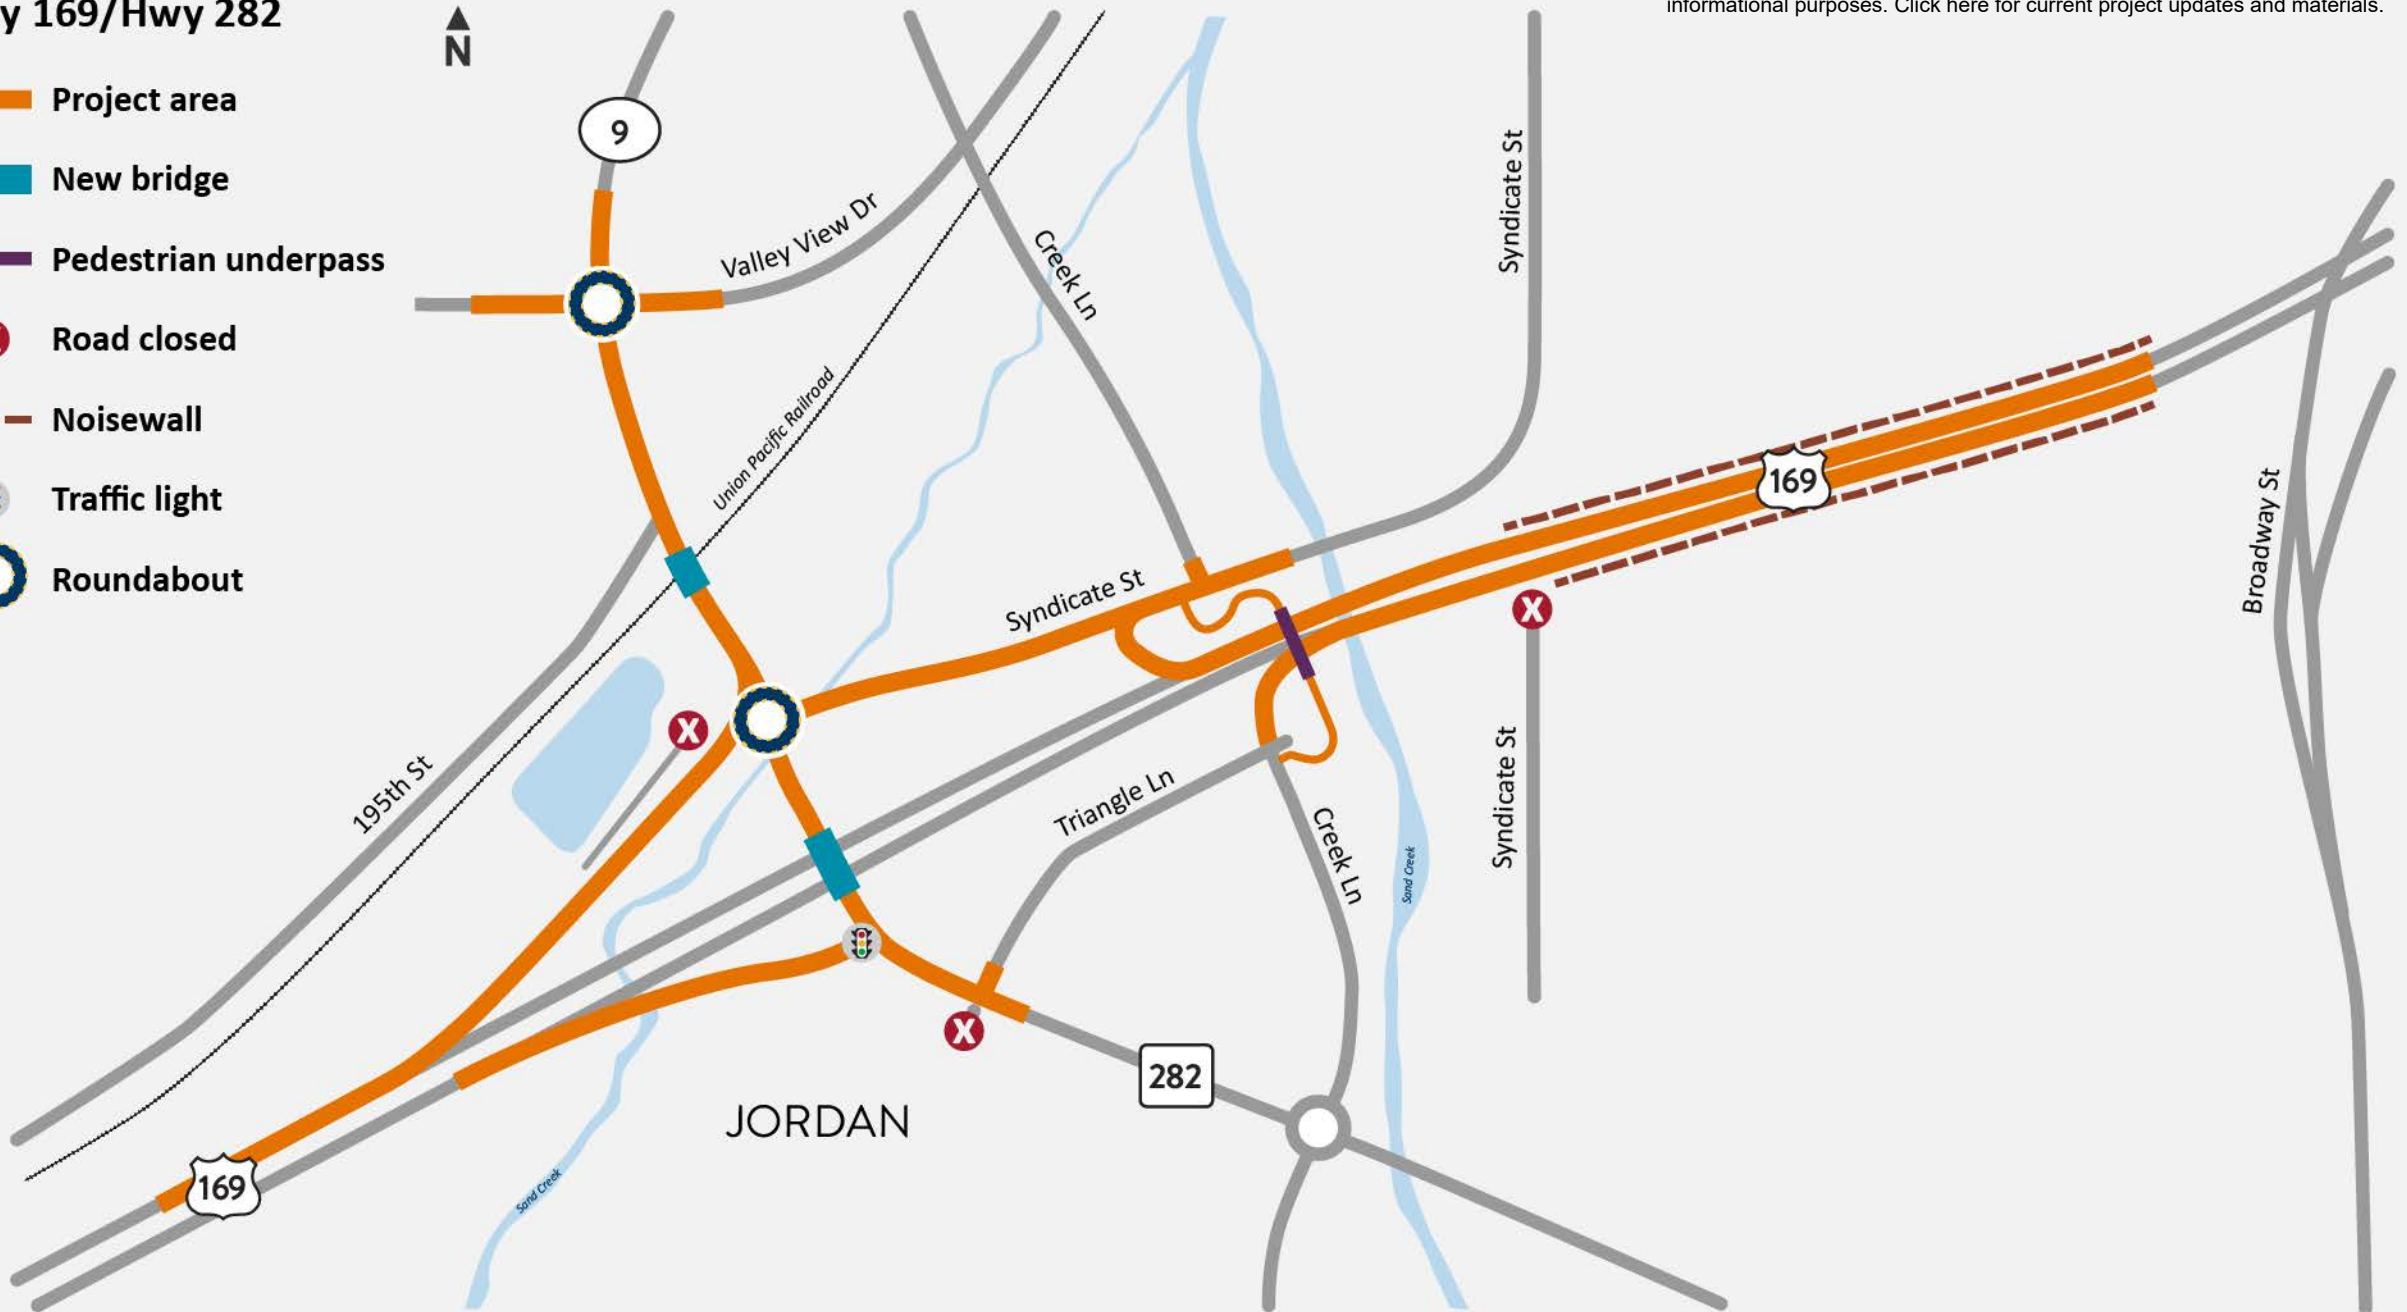 y 169/Hwy 282
informational purposes. Click here for current project updates and materials.
N
Project area
New bridge
Pedestrian underpass
Road closed
Noisewall
Traffic light
Roundabout
9
Valley View Dr
Creek Ln
Syndicate St
Union Pacific Railroad
169
Broadway St
Syndicate St
X
X
195th St
Triangle Ln
Creek Ln
Syndicate St
Sand Creek
X
282
JORDAN
169
Sand Creek